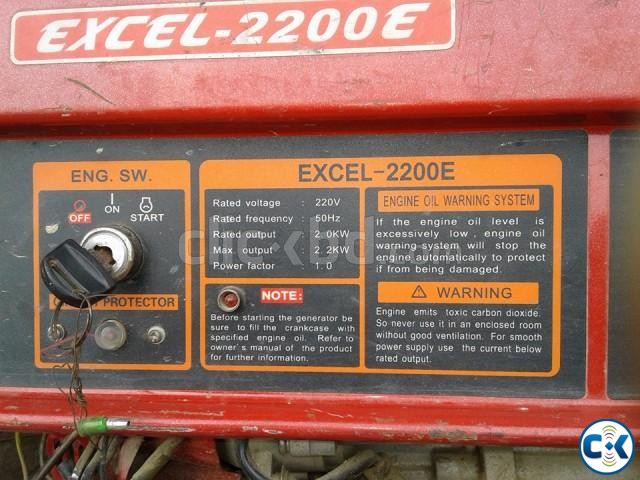 EXCEL-2200E
ENG. SW.
OFF
ON
START
PROTECTOR
EXCEL-2200E
Rated voltage : 220V
Rated frequency : 50Hz
Rated output : 2.0KW
Max. output : 2.2KW
Power factor : 1.0
NOTE:
Before starting the generator be
sure to fill the crankcase with
specified engine oil. Refer to
owner's manual of the product
for further information.
ENGINE OIL WARNING SYSTEM
If the engine oil level is
excessively low, engine oil
warning system will stop the
engine automatically to protect
if from being damaged.
WARNING
Engine emits toxic carbon dioxide.
So never use it in an enclosed room
without good ventilation. For smooth
power supply use the current below
rated output.
CK